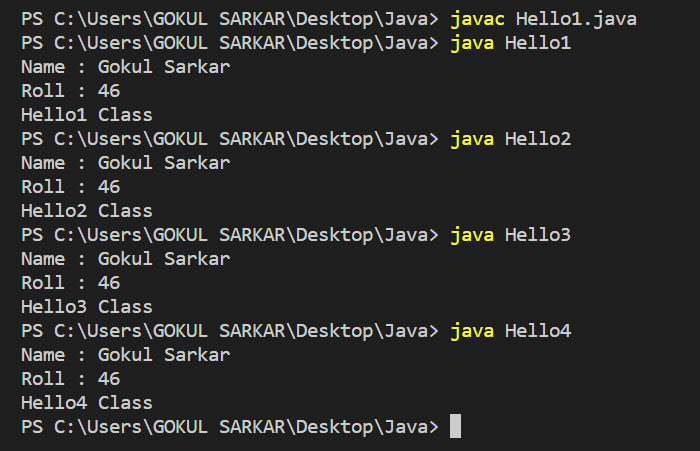 PS C:\Users\GOKUL SARKAR\Desktop\Java> javac Hello1.java
PS C:\Users\GOKUL SARKAR\Desktop\Java> java Hello1
Name : Gokul Sarkar
Roll : 46
Hello1 Class
PS C:\Users\GOKUL SARKAR\Desktop\Java> java Hello2
Name : Gokul Sarkar
Roll : 46
Hello2 Class
PS C:\Users\GOKUL SARKAR\Desktop\Java> java Hello3
Name : Gokul Sarkar
Roll : 46
Hello3 Class
PS C:\Users\GOKUL SARKAR\Desktop\Java> java Hello4
Name : Gokul Sarkar
Roll : 46
Hello4 Class
PS C:\Users\GOKUL SARKAR\Desktop\Java>